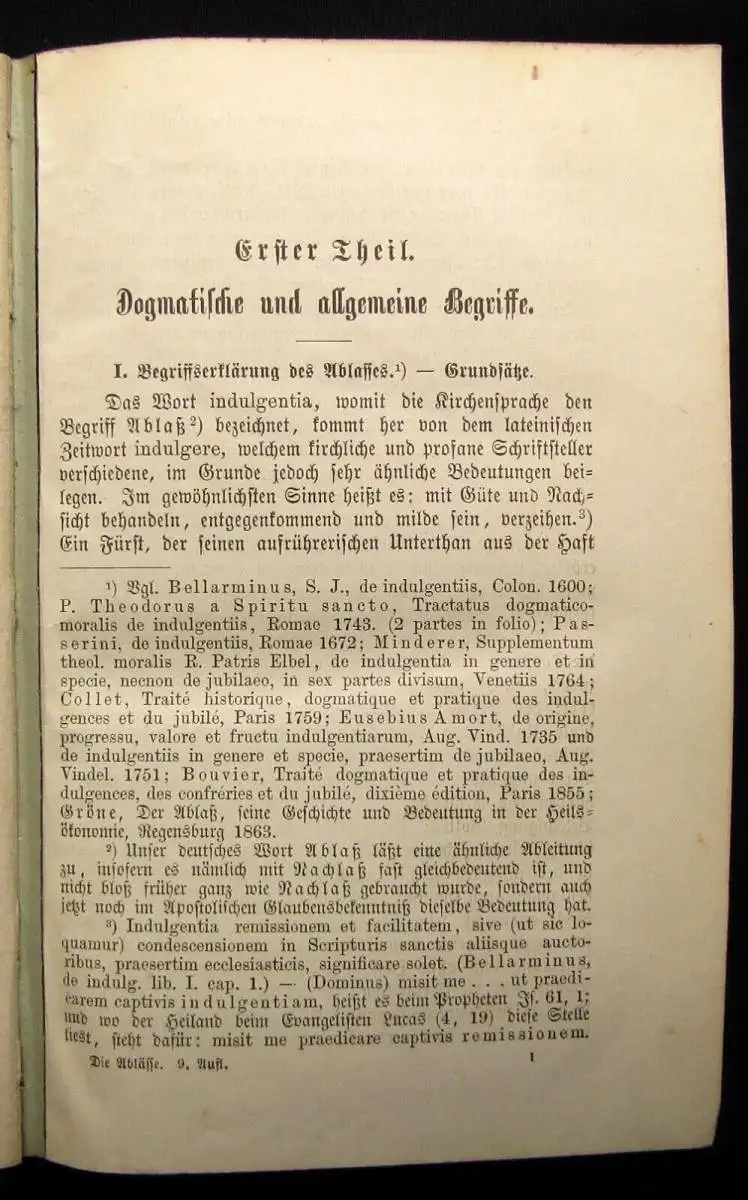 Erster Theil.
Dogmatische und allgemeine Begriffe.
I. Begriffserklärung des Ablasses.¹) — Grundsätze.
Das Wort indulgentia, womit die Kirchensprache den
Begriff Ablaß²) bezeichnet, kommt her von dem lateinischen
Zeitwort indulgere, welchem kirchliche und profane Schriftsteller
verschiedene, im Grunde jedoch sehr ähnliche Bedeutungen bei=
legen. Im gewöhnlichsten Sinne heißt es: mit Güte und Nach=
sicht behandeln, entgegenkommend und milde sein, verzeihen.³)
Ein Fürst, der seinen aufrührerischen Unterthan aus der Haft
¹) Vgl. Bellarminus, S. J., de indulgentiis, Colon. 1600;
P. Theodorus a Spiritu sancto, Tractatus dogmatico-
moralis de indulgentiis, Romae 1743. (2 partes in folio); Pas-
serini, de indulgentiis, Romae 1672; Minderer, Supplementum
theol. moralis R. Patris Elbel, de indulgentia in genere et in
specie, necnon de jubilaeo, in sex partes divisum, Venetiis 1764;
Collet, Traité historique, dogmatique et pratique des indul-
gences et du jubilé, Paris 1759; Eusebius Amort, de origine,
progressu, valore et fructu indulgentiarum, Aug. Vind. 1735 und
de indulgentiis in genere et specie, praesertim de jubilaeo, Aug.
Vindel. 1751; Bouvier, Traité dogmatique et pratique des in-
dulgences, des confréries et du jubilé, dixième édition, Paris 1855;
Gröne, Der Ablaß, seine Geschichte und Bedeutung in der Heils=
ökonomie, Regensburg 1863.
²) Unser deutsches Wort Ablaß läßt eine ähnliche Ableitung
zu, insofern es nämlich mit Nachlaß fast gleichbedeutend ist, und
nicht bloß früher ganz wie Nachlaß gebraucht wurde, sondern auch
jetzt noch im Apostolischen Glaubensbekenntniß dieselbe Bedeutung hat.
³) Indulgentia remissionem et facilitatem, sive (ut sic lo-
quamur) condescensionem in Scripturis sanctis aliisque aucto-
ribus, praesertim ecclesiasticis, significare solet. (Bellarminus,
de indulg. lib. I. cap. 1.) — (Dominus) misit me . . . ut praedi-
carem captivis indulgentiam, heißt es beim Propheten Is. 61, 1;
und wo der Heiland beim Evangelisten Lucas (4, 19) diese Stelle
liest, steht dafür: misit me praedicare captivis remissionem.
Die Ablässe. 9. Aufl. 1